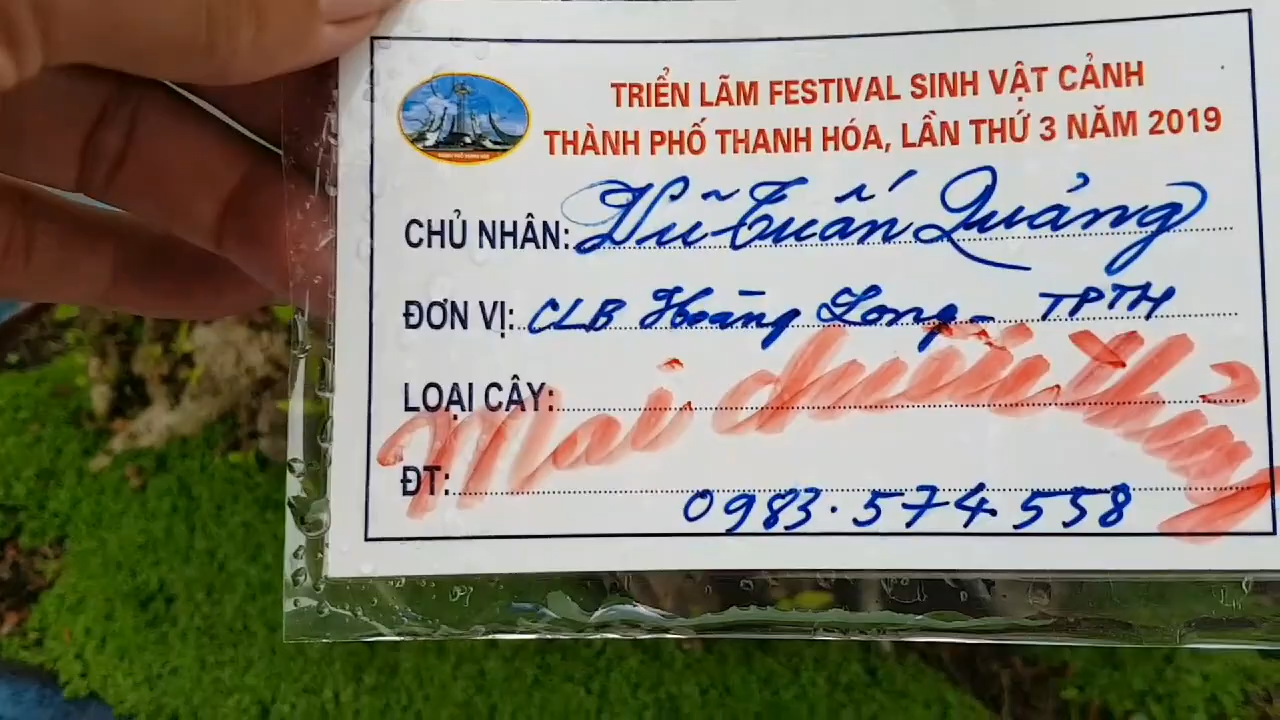 TRIỂN LÃM FESTIVAL SINH VẬT CẢNH
THÀNH PHỐ THANH HÓA, LẦN THỨ 3 NĂM 2019
CHỦ NHÂN: Vũ Tuấn Quảng
ĐƠN VỊ: CLB Hoàng Long - TPTH
LOẠI CÂY: Mai chiếu thủy
ĐT: 0983.574.558